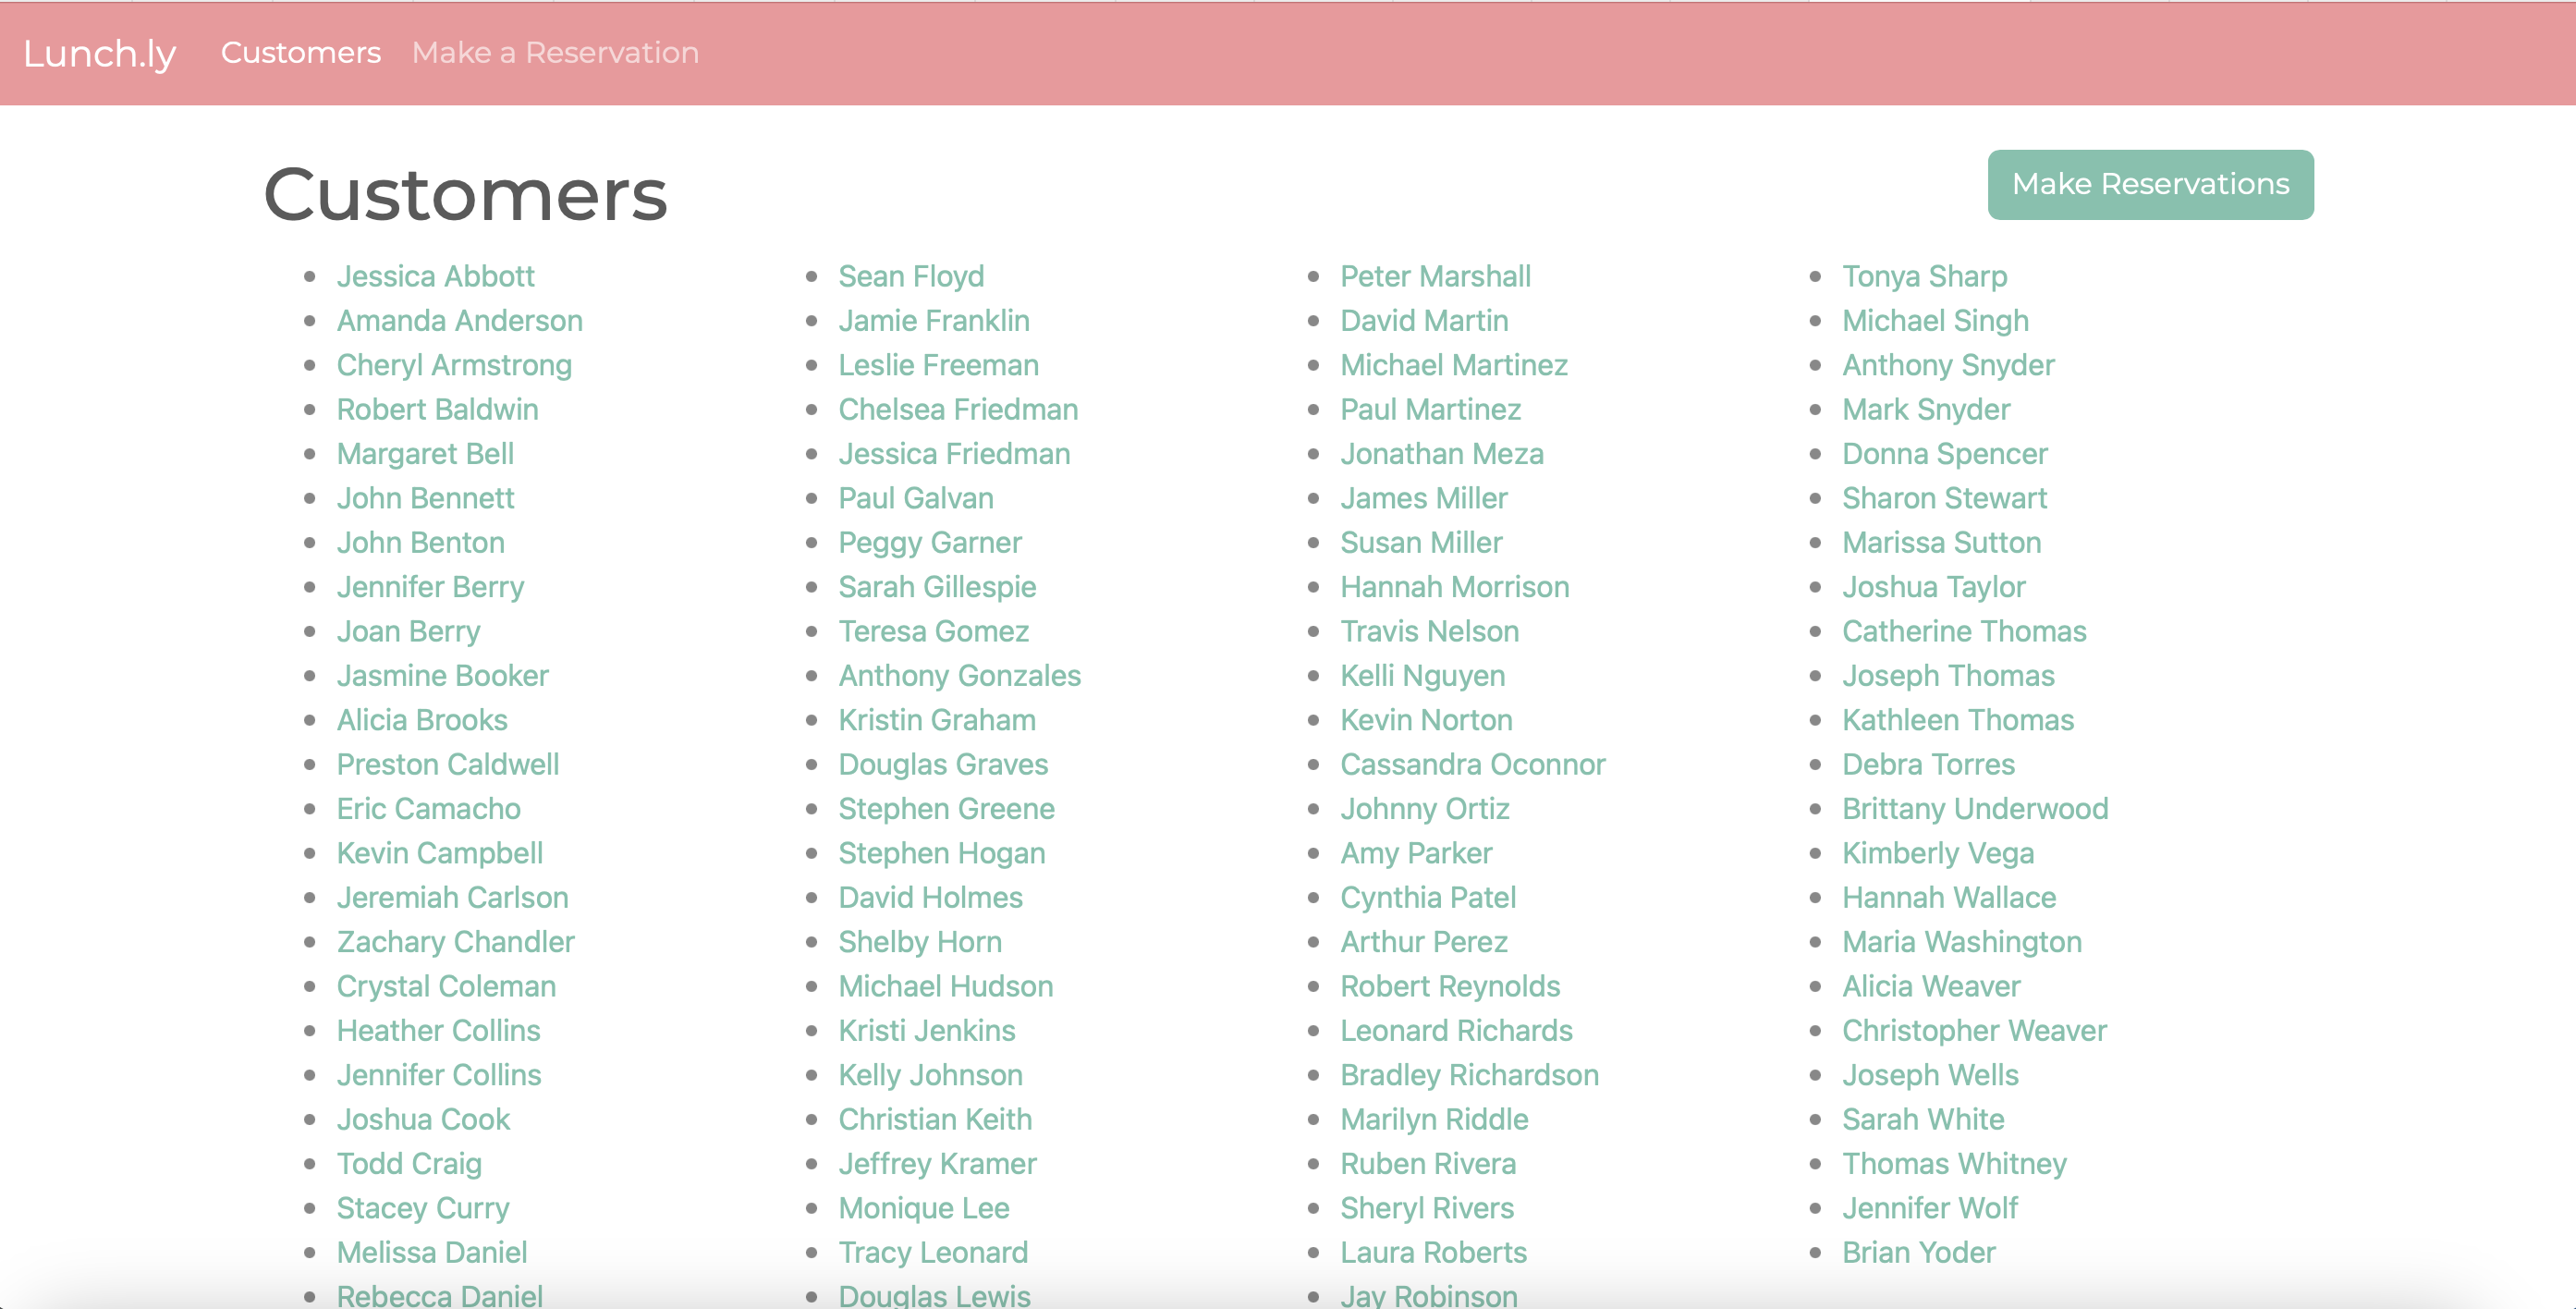 Lunch.ly Customers Make a Reservation
Customers
Make Reservations
Jessica Abbott
Amanda Anderson
Cheryl Armstrong
Robert Baldwin
Margaret Bell
John Bennett
John Benton
Jennifer Berry
Joan Berry
Jasmine Booker
Alicia Brooks
Preston Caldwell
Eric Camacho
Kevin Campbell
Jeremiah Carlson
Zachary Chandler
Crystal Coleman
Heather Collins
Jennifer Collins
Joshua Cook
Todd Craig
Stacey Curry
Melissa Daniel
Rebecca Daniel
Sean Floyd
Jamie Franklin
Leslie Freeman
Chelsea Friedman
Jessica Friedman
Paul Galvan
Peggy Garner
Sarah Gillespie
Teresa Gomez
Anthony Gonzales
Kristin Graham
Douglas Graves
Stephen Greene
Stephen Hogan
David Holmes
Shelby Horn
Michael Hudson
Kristi Jenkins
Kelly Johnson
Christian Keith
Jeffrey Kramer
Monique Lee
Tracy Leonard
Douglas Lewis
Peter Marshall
David Martin
Michael Martinez
Paul Martinez
Jonathan Meza
James Miller
Susan Miller
Hannah Morrison
Travis Nelson
Kelli Nguyen
Kevin Norton
Cassandra Oconnor
Johnny Ortiz
Amy Parker
Cynthia Patel
Arthur Perez
Robert Reynolds
Leonard Richards
Bradley Richardson
Marilyn Riddle
Ruben Rivera
Sheryl Rivers
Laura Roberts
Jay Robinson
Tonya Sharp
Michael Singh
Anthony Snyder
Mark Snyder
Donna Spencer
Sharon Stewart
Marissa Sutton
Joshua Taylor
Catherine Thomas
Joseph Thomas
Kathleen Thomas
Debra Torres
Brittany Underwood
Kimberly Vega
Hannah Wallace
Maria Washington
Alicia Weaver
Christopher Weaver
Joseph Wells
Sarah White
Thomas Whitney
Jennifer Wolf
Brian Yoder